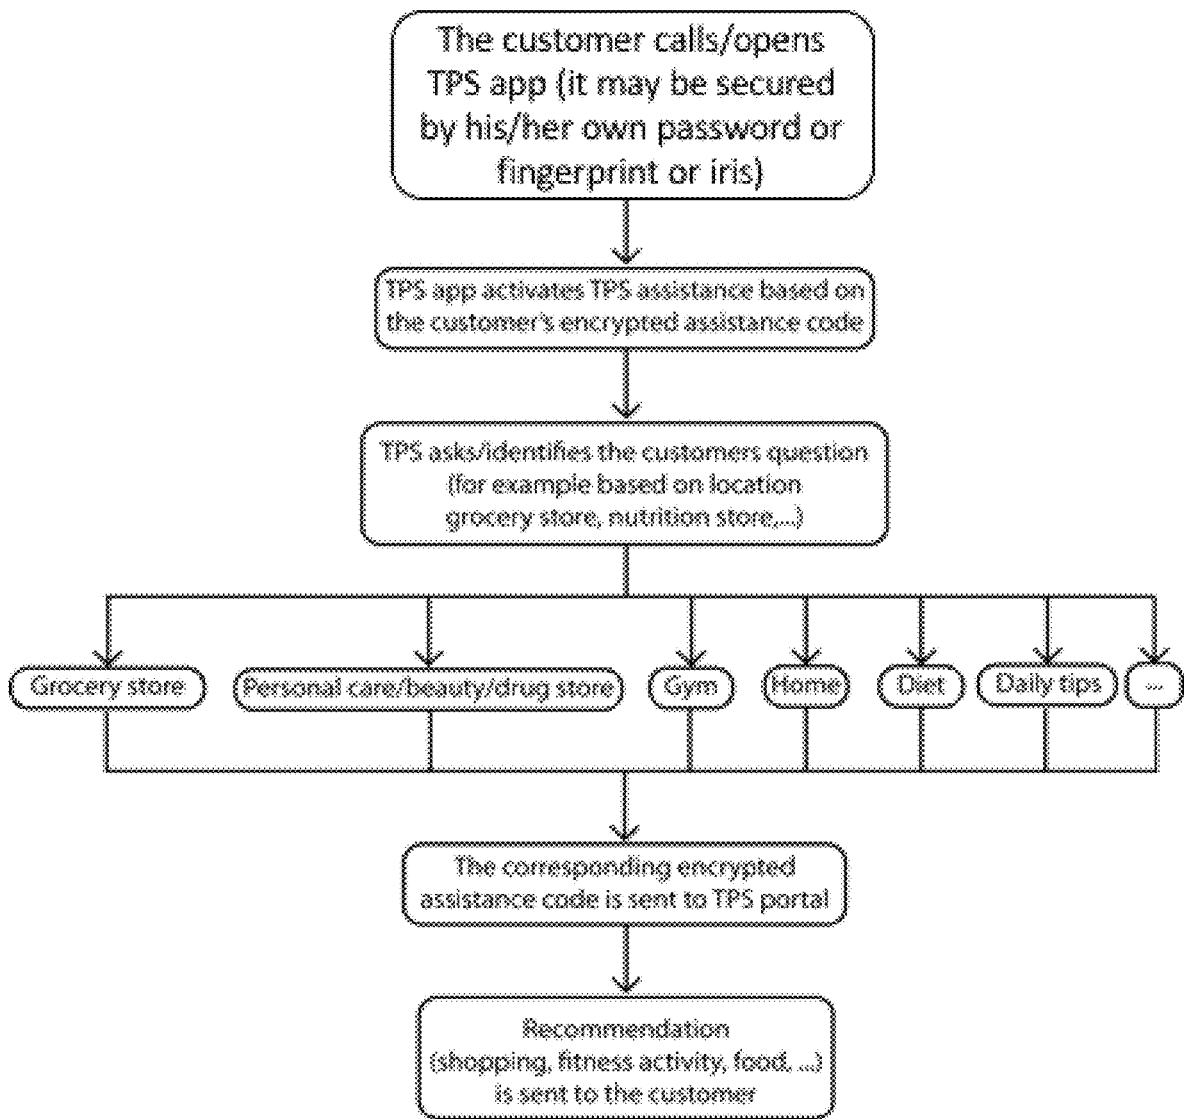 The customer calls/opens
TPS app (it may be secured
by his/her own password or
fingerprint or iris)
TPS app activates TPS assistance based on
the customer's encrypted assistance code
TPS asks/identifies the customers question
(for example based on location
grocery store, nutrition store,...)
Grocery store
Personal care/beauty/drug store
Gym
Home
Diet
Daily tips
...
The corresponding encrypted
assistance code is sent to TPS portal
Recommendation
(shopping, fitness activity, food, ...)
is sent to the customer